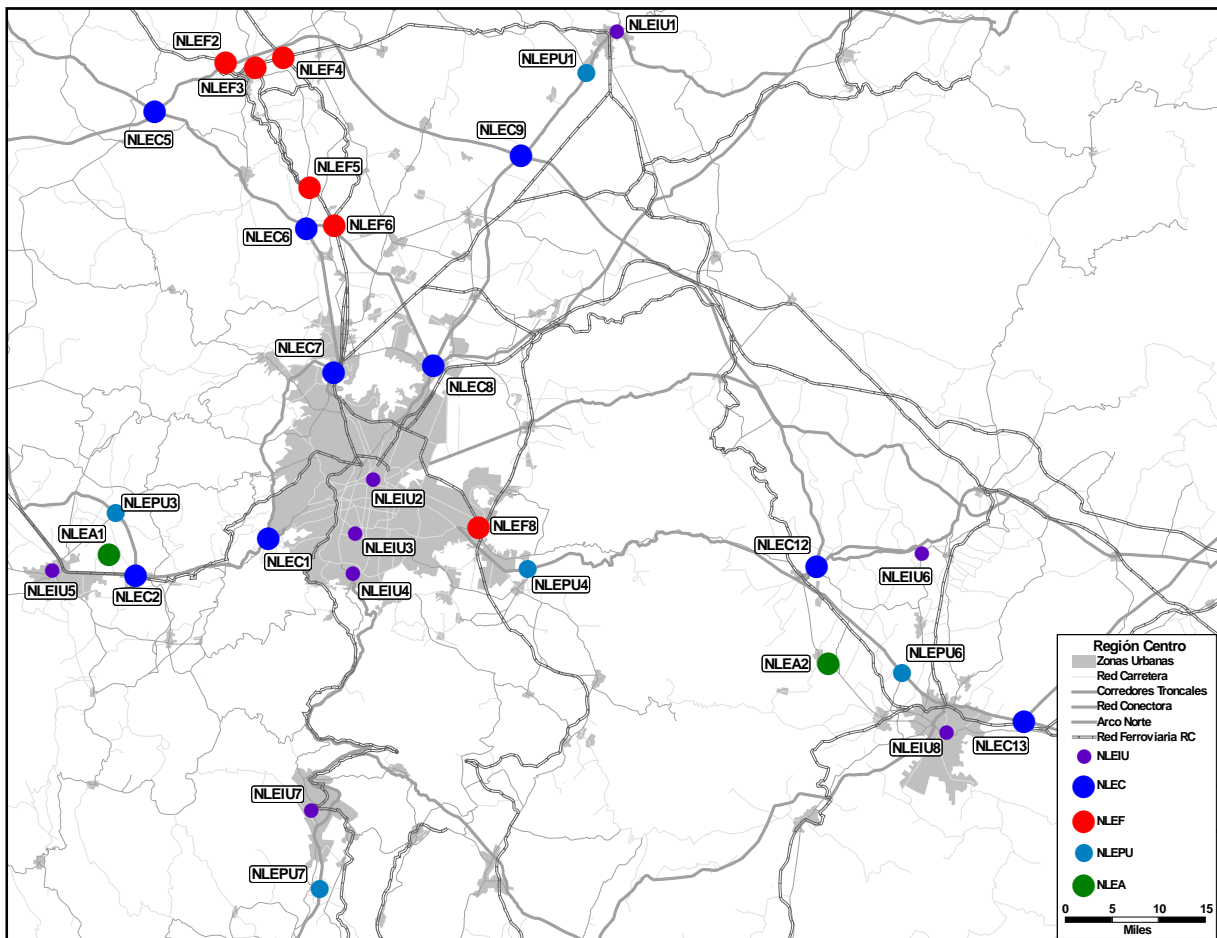 NLEIU1
NLEF2
NLEPU1
NLEF4
NLEF3
NLEC5
NLEC9
NLEF5
NLEF6
NLEC6
NLEC7
NLEC8
NLEIU2
NLEPU3
NLEF8
NLEA1
NLEIU3
NLEC12
NLEC1
NLEIU6
NLEIU4
NLEIU5
NLEPU4
NLEC2
NLEPU6
NLEA2
NLEIU8
NLEC13
NLEIU7
NLEPU7
Región Centro
Zonas Urbanas
Red Carretera
Corredores Troncales
Red Conectora
Arco Norte
Red Ferroviaria RC
NLEIU
NLEC
NLEF
NLEPU
NLEA
0 5 10 15
Miles